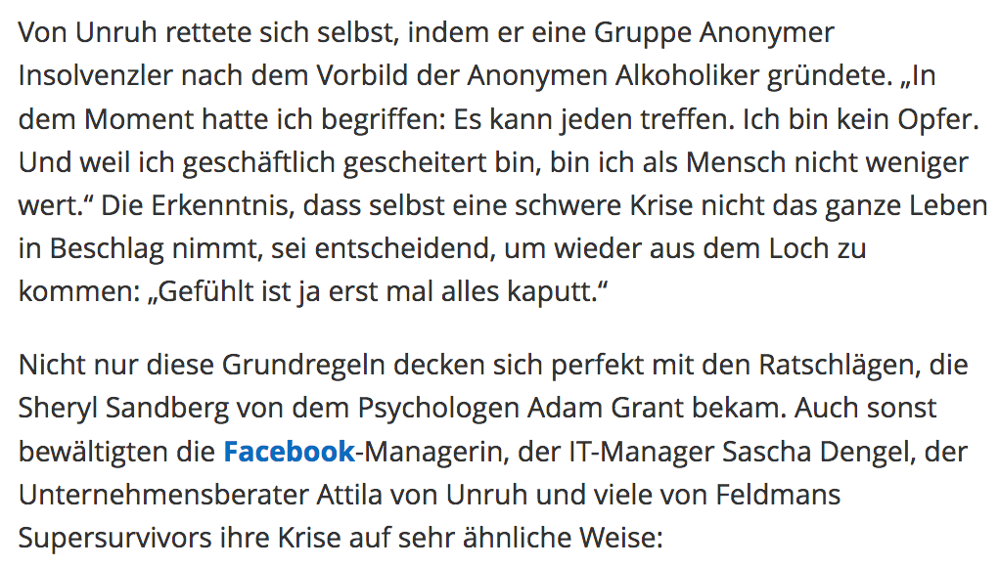 Von Unruh rettete sich selbst, indem er eine Gruppe Anonymer
Insolvenzler nach dem Vorbild der Anonymen Alkoholiker gründete. „In
dem Moment hatte ich begriffen: Es kann jeden treffen. Ich bin kein Opfer.
Und weil ich geschäftlich gescheitert bin, bin ich als Mensch nicht weniger
wert.“ Die Erkenntnis, dass selbst eine schwere Krise nicht das ganze Leben
in Beschlag nimmt, sei entscheidend, um wieder aus dem Loch zu
kommen: „Gefühlt ist ja erst mal alles kaputt.“
Nicht nur diese Grundregeln decken sich perfekt mit den Ratschlägen, die
Sheryl Sandberg von dem Psychologen Adam Grant bekam. Auch sonst
bewältigten die Facebook-Managerin, der IT-Manager Sascha Dengel, der
Unternehmensberater Attila von Unruh und viele von Feldmans
Supersurvivors ihre Krise auf sehr ähnliche Weise: